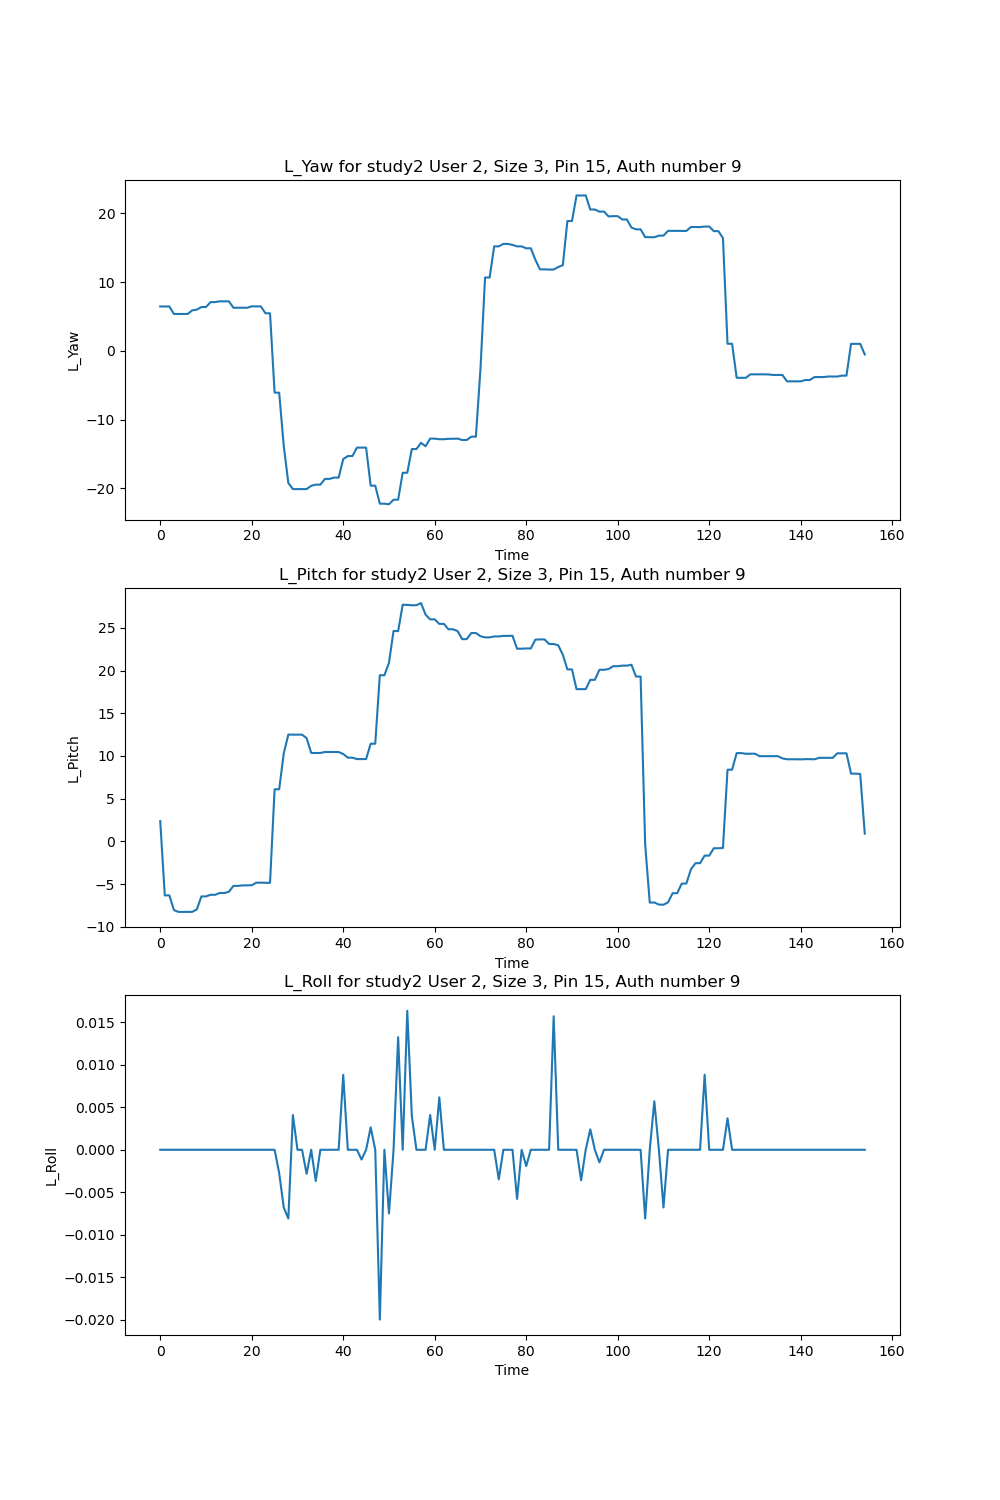 L_Yaw for study2 User 2, Size 3, Pin 15, Auth number 9
20
10
0
−10
−20
L_Yaw
0 20 40 60 80 100 120 140 160
Time
L_Pitch for study2 User 2, Size 3, Pin 15, Auth number 9
25
20
15
10
5
0
−5
−10
L_Pitch
0 20 40 60 80 100 120 140 160
Time
L_Roll for study2 User 2, Size 3, Pin 15, Auth number 9
0.015
0.010
0.005
0.000
−0.005
−0.010
−0.015
−0.020
L_Roll
0 20 40 60 80 100 120 140 160
Time